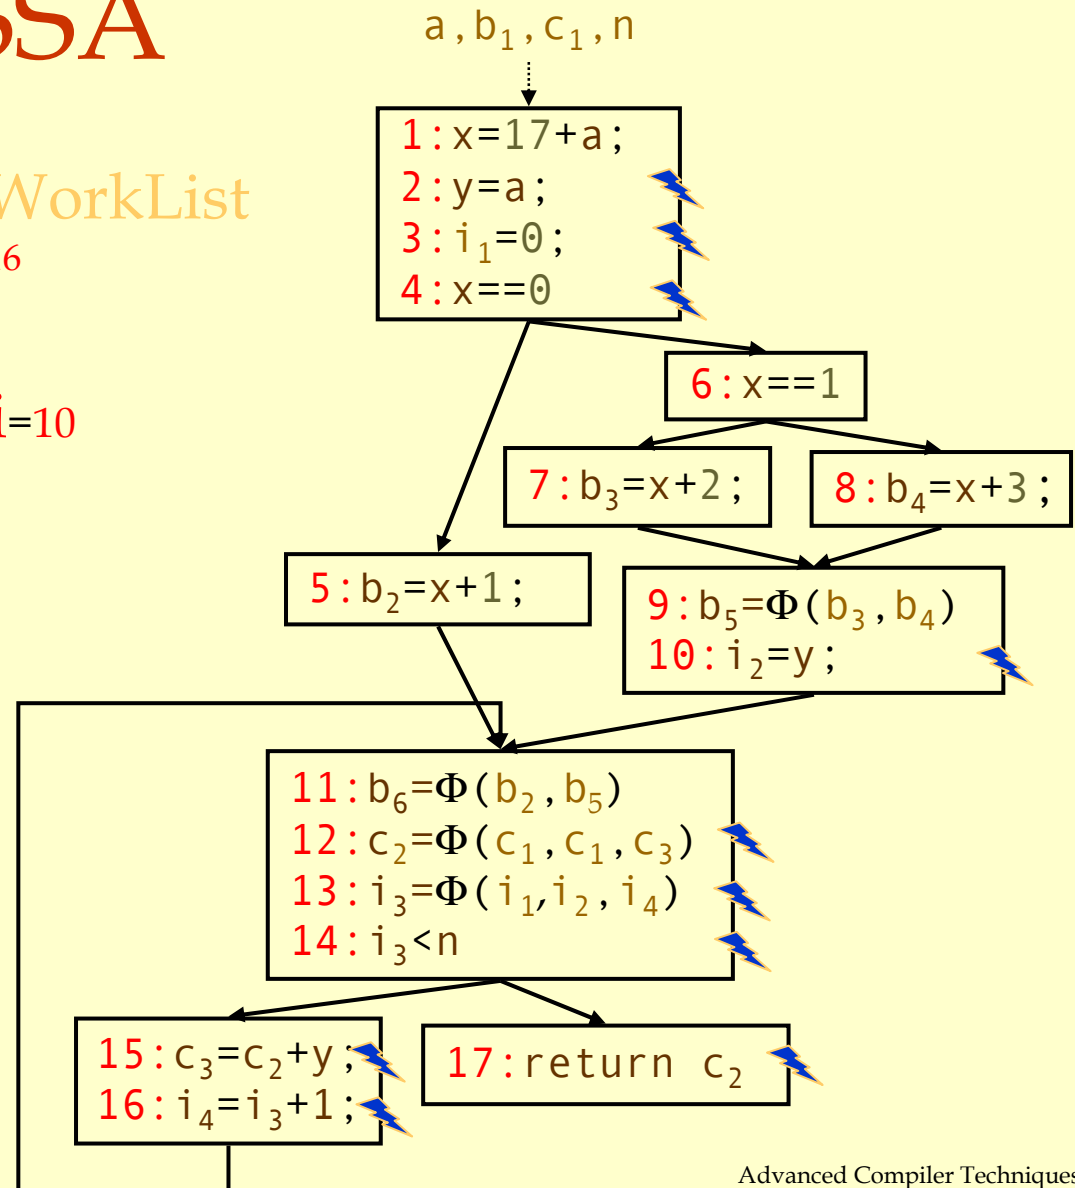 SSA
a,b₁,c₁,n
WorkList
6
i=10
1:x=17+a;
2:y=a;
3:i₁=0;
4:x==0
6:x==1
7:b₃=x+2;
8:b₄=x+3;
5:b₂=x+1;
9:b₅=Φ(b₃,b₄)
10:i₂=y;
11:b₆=Φ(b₂,b₅)
12:c₂=Φ(c₁,c₁,c₃)
13:i₃=Φ(i₁,i₂,i₄)
14:i₃<n
15:c₃=c₂+y;
16:i₄=i₃+1;
17:return c₂
Advanced Compiler Techniques